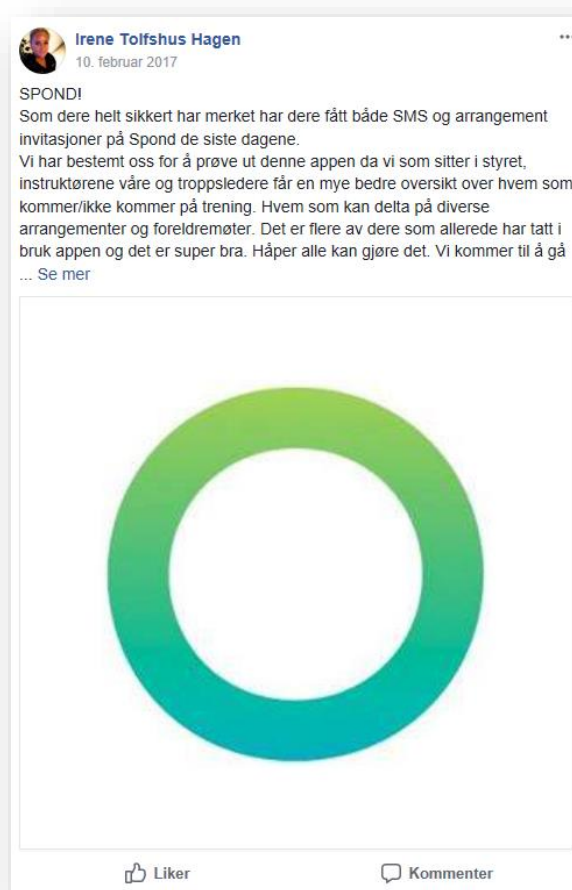 Irene Tolfshus Hagen
10. februar 2017
SPOND!
Som dere helt sikkert har merket har dere fått både SMS og arrangement
invitasjoner på Spond de siste dagene.
Vi har bestemt oss for å prøve ut denne appen da vi som sitter i styret,
instruktørene våre og troppsledere får en mye bedre oversikt over hvem som
kommer/ikke kommer på trening. Hvem som kan delta på diverse
arrangementer og foreldremøter. Det er flere av dere som allerede har tatt i
bruk appen og det er super bra. Håper alle kan gjøre det. Vi kommer til å gå
... Se mer
Liker Kommenter